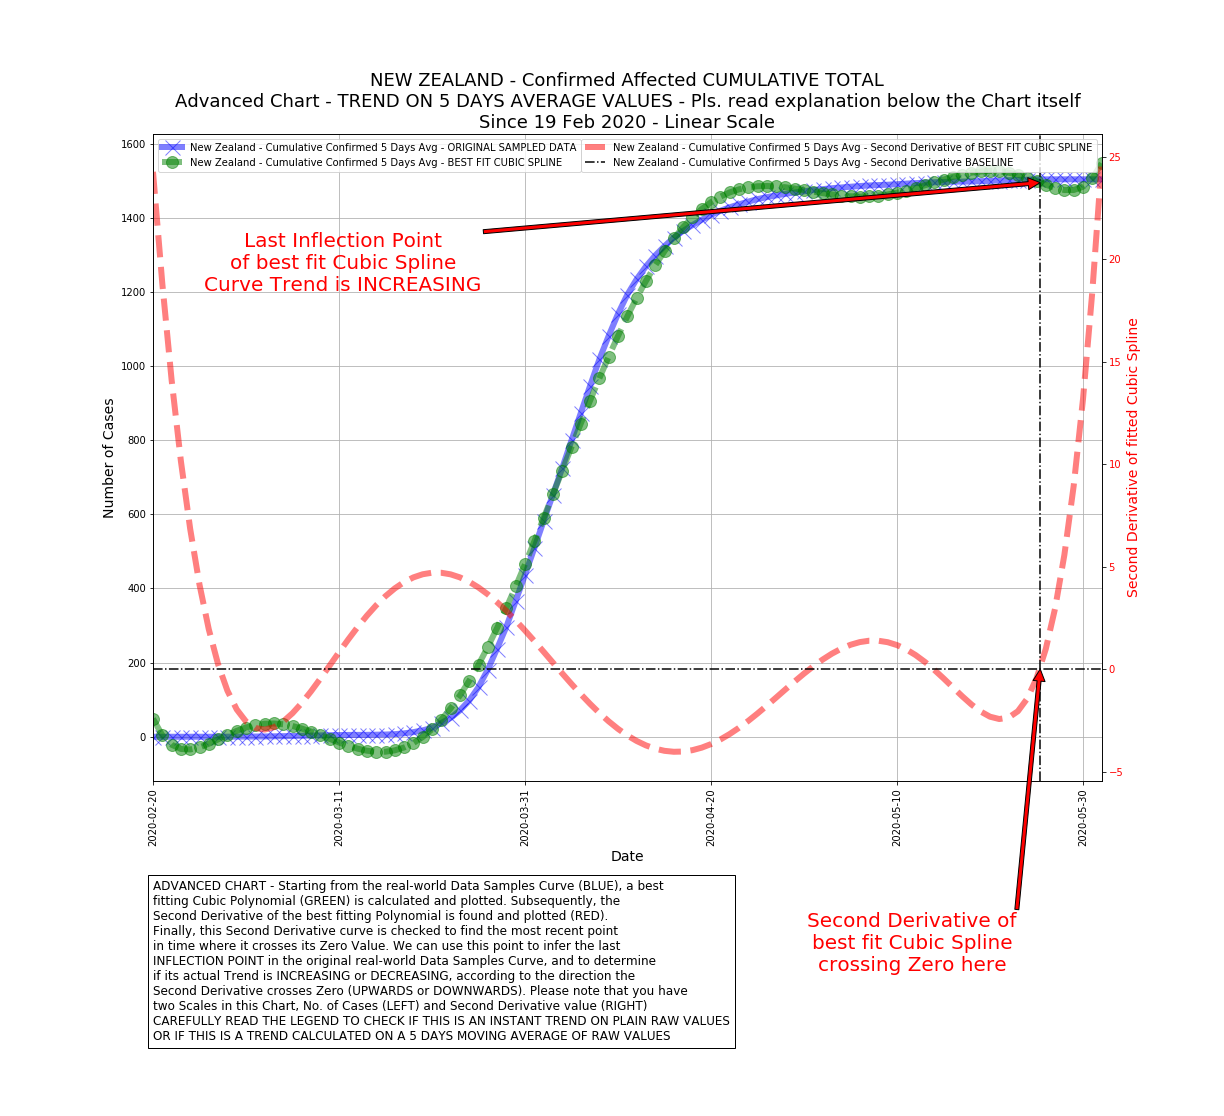 NEW ZEALAND - Confirmed Affected CUMULATIVE TOTAL
Advanced Chart - TREND ON 5 DAYS AVERAGE VALUES - Pls. read explanation below the Chart itself
Since 19 Feb 2020 - Linear Scale
New Zealand - Cumulative Confirmed 5 Days Avg - ORIGINAL SAMPLED DATA
New Zealand - Cumulative Confirmed 5 Days Avg - BEST FIT CUBIC SPLINE
New Zealand - Cumulative Confirmed 5 Days Avg - Second Derivative of BEST FIT CUBIC SPLINE
New Zealand - Cumulative Confirmed 5 Days Avg - Second Derivative BASELINE
Last Inflection Point
of best fit Cubic Spline
Curve Trend is INCREASING
Number of Cases
1600
1400
1200
1000
800
600
400
200
0
Second Derivative of fitted Cubic Spline
25
20
15
10
5
0
−5
2020-02-20
2020-03-11
2020-03-31
2020-04-20
2020-05-10
2020-05-30
Date
ADVANCED CHART - Starting from the real-world Data Samples Curve (BLUE), a best
fitting Cubic Polynomial (GREEN) is calculated and plotted. Subsequently, the
Second Derivative of the best fitting Polynomial is found and plotted (RED).
Finally, this Second Derivative curve is checked to find the most recent point
in time where it crosses its Zero Value. We can use this point to infer the last
INFLECTION POINT in the original real-world Data Samples Curve, and to determine
if its actual Trend is INCREASING or DECREASING, according to the direction the
Second Derivative crosses Zero (UPWARDS or DOWNWARDS). Please note that you have
two Scales in this Chart, No. of Cases (LEFT) and Second Derivative value (RIGHT)
CAREFULLY READ THE LEGEND TO CHECK IF THIS IS AN INSTANT TREND ON PLAIN RAW VALUES
OR IF THIS IS A TREND CALCULATED ON A 5 DAYS MOVING AVERAGE OF RAW VALUES
Second Derivative of
best fit Cubic Spline
crossing Zero here